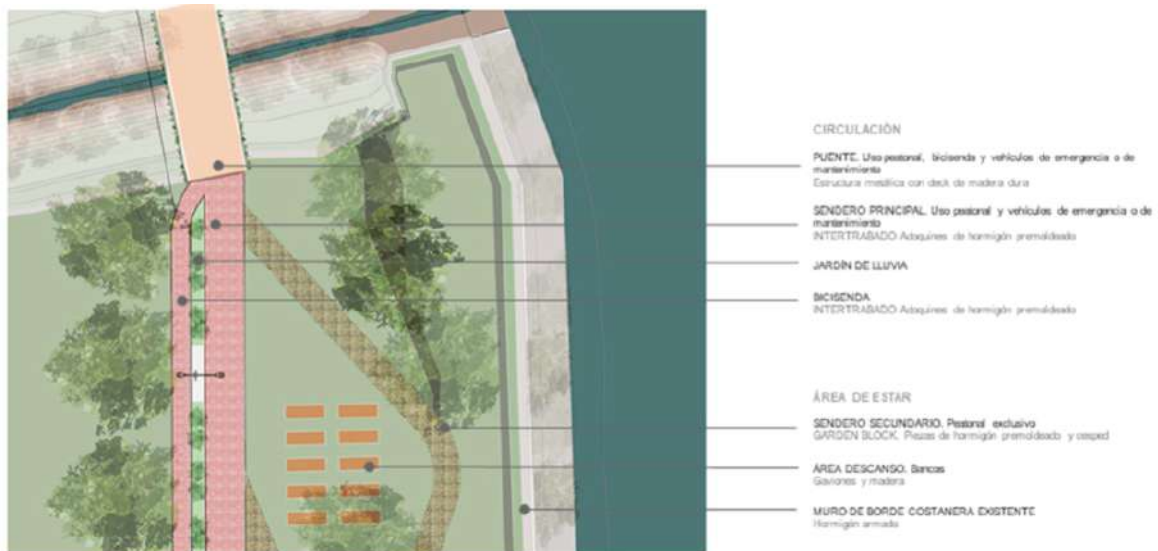 CIRCULACIÓN
PUENTE. Uso peatonal, bicisenda y vehículos de emergencia o de
mantenimiento
Estructura metálica con deck de madera dura
SENDERO PRINCIPAL. Uso peatonal y vehículos de emergencia o de
mantenimiento
INTERTRABADO Adoquines de hormigón premoldeado
JARDÍN DE LLUVIA
BICISENDA
INTERTRABADO Adoquines de hormigón premoldeado
ÁREA DE ESTAR
SENDERO SECUNDARIO. Peatonal exclusivo
GARDEN BLOCK. Piezas de hormigón premoldeado y cesped
ÁREA DESCANSO. Bancos
Gaviones y madera
MURO DE BORDE COSTANERA EXISTENTE
Hormigón armado